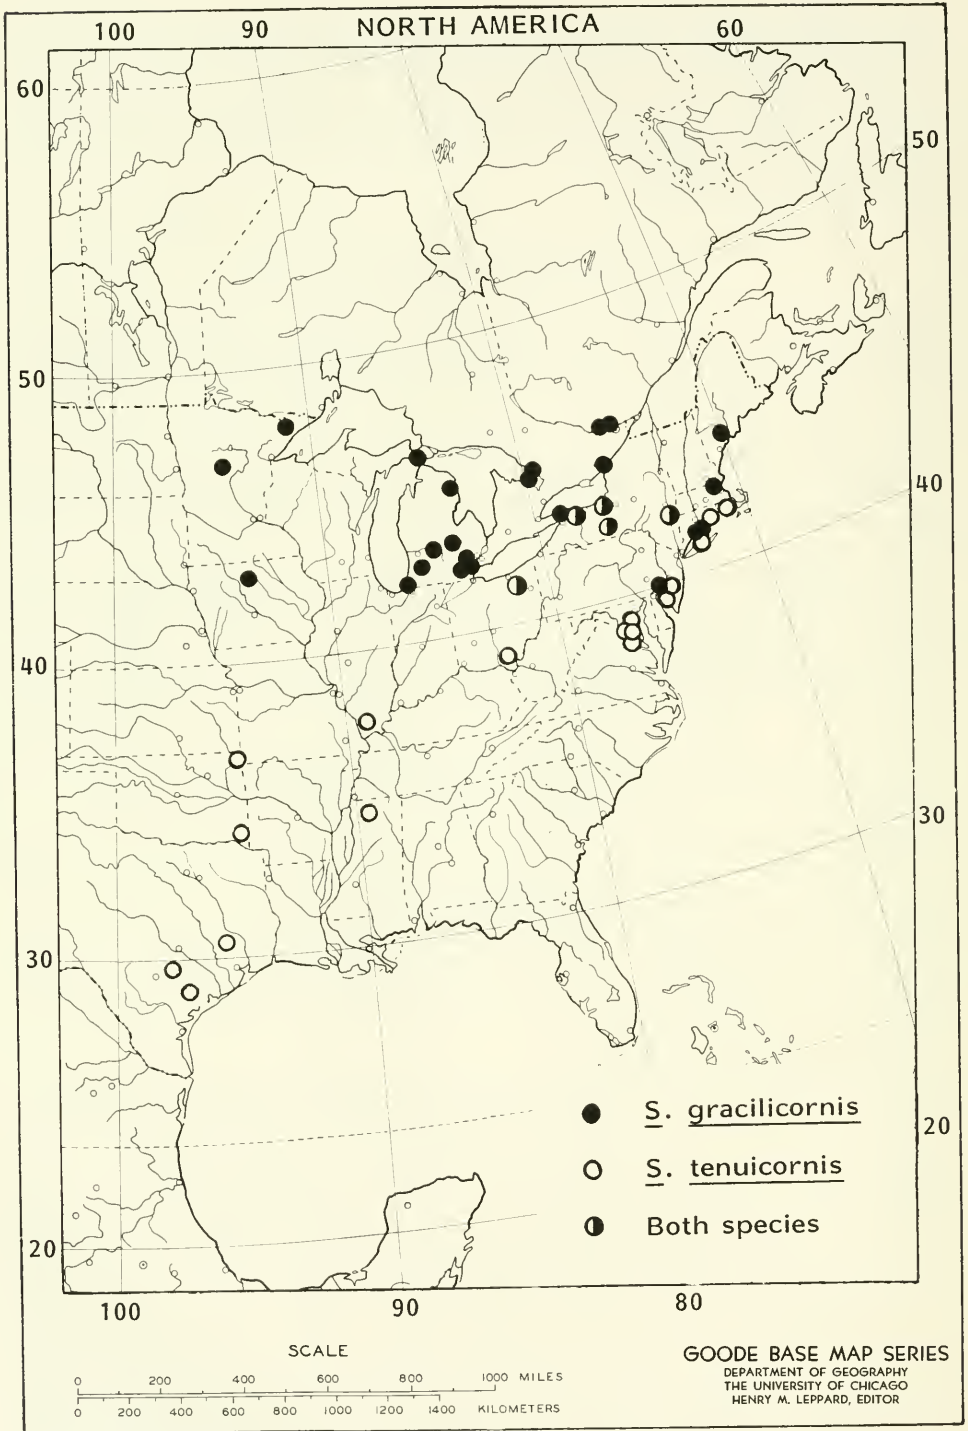 NORTH AMERICA
100 90 60
60
50
50
40
40
30
30
20
20
S. gracilicornis
S. tenuicornis
Both species
100 90 80
SCALE
0 200 400 600 800 1000 MILES
0 200 400 600 800 1000 1200 1400 KILOMETERS
GOODE BASE MAP SERIES
DEPARTMENT OF GEOGRAPHY
THE UNIVERSITY OF CHICAGO
HENRY M. LEPPARD, EDITOR